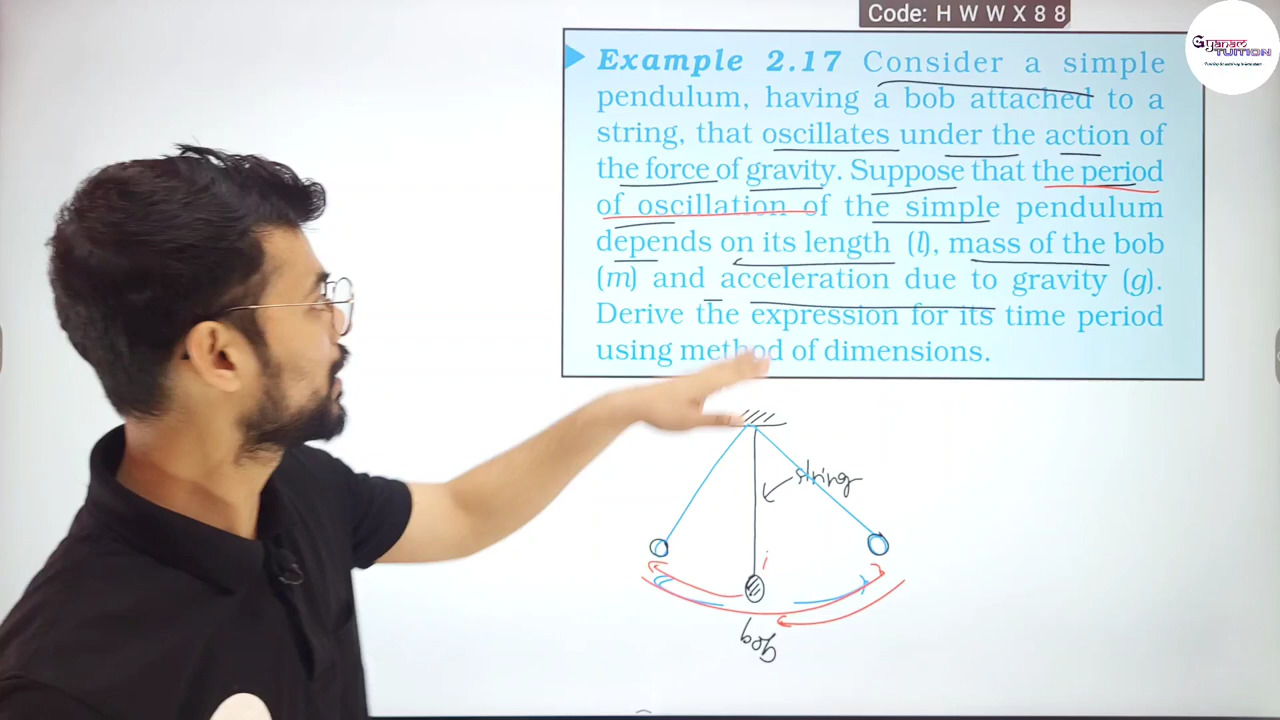 Code: H W W X 8 8
Gyanam
TUITION
Example 2.17 Consider a simple
pendulum, having a bob attached to a
string, that oscillates under the action of
the force of gravity. Suppose that the period
of oscillation of the simple pendulum
depends on its length (l), mass of the bob
(m) and acceleration due to gravity (g).
Derive the expression for its time period
using method of dimensions.
string
i
bob